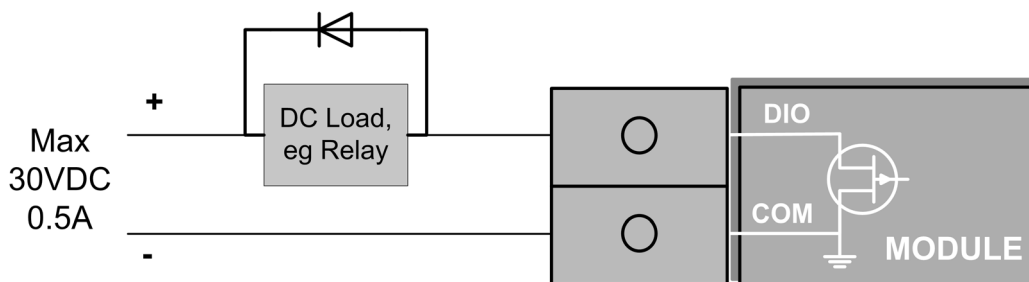 +
Max
30VDC
0.5A
-
DC Load,
eg Relay
DIO
COM
MODULE